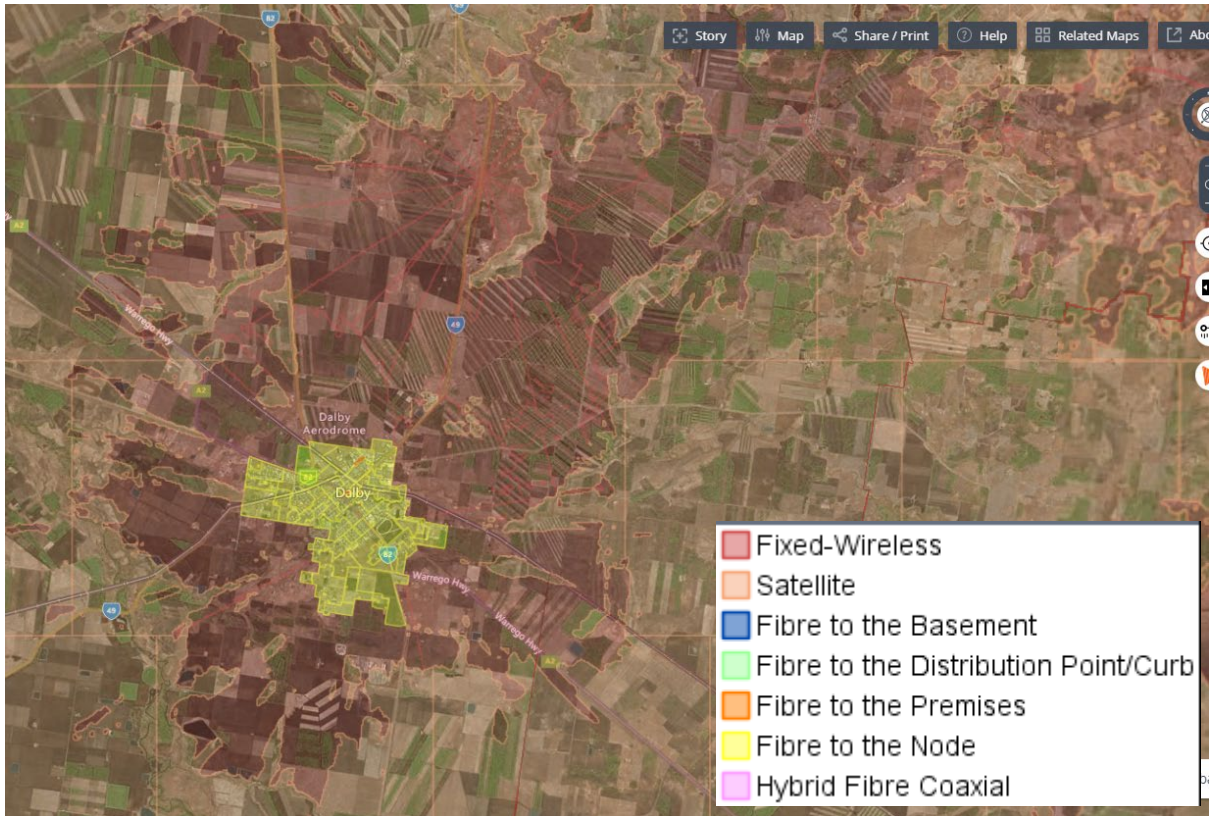 82
49
Story
Map
Share / Print
Help
Related Maps
A2
Warrego Hwy
49
A2
Dalby
Aerodrome
Dalby
82
Warrego Hwy
49
Warrego Hwy
A2
Fixed-Wireless
Satellite
Fibre to the Basement
Fibre to the Distribution Point/Curb
Fibre to the Premises
Fibre to the Node
Hybrid Fibre Coaxial